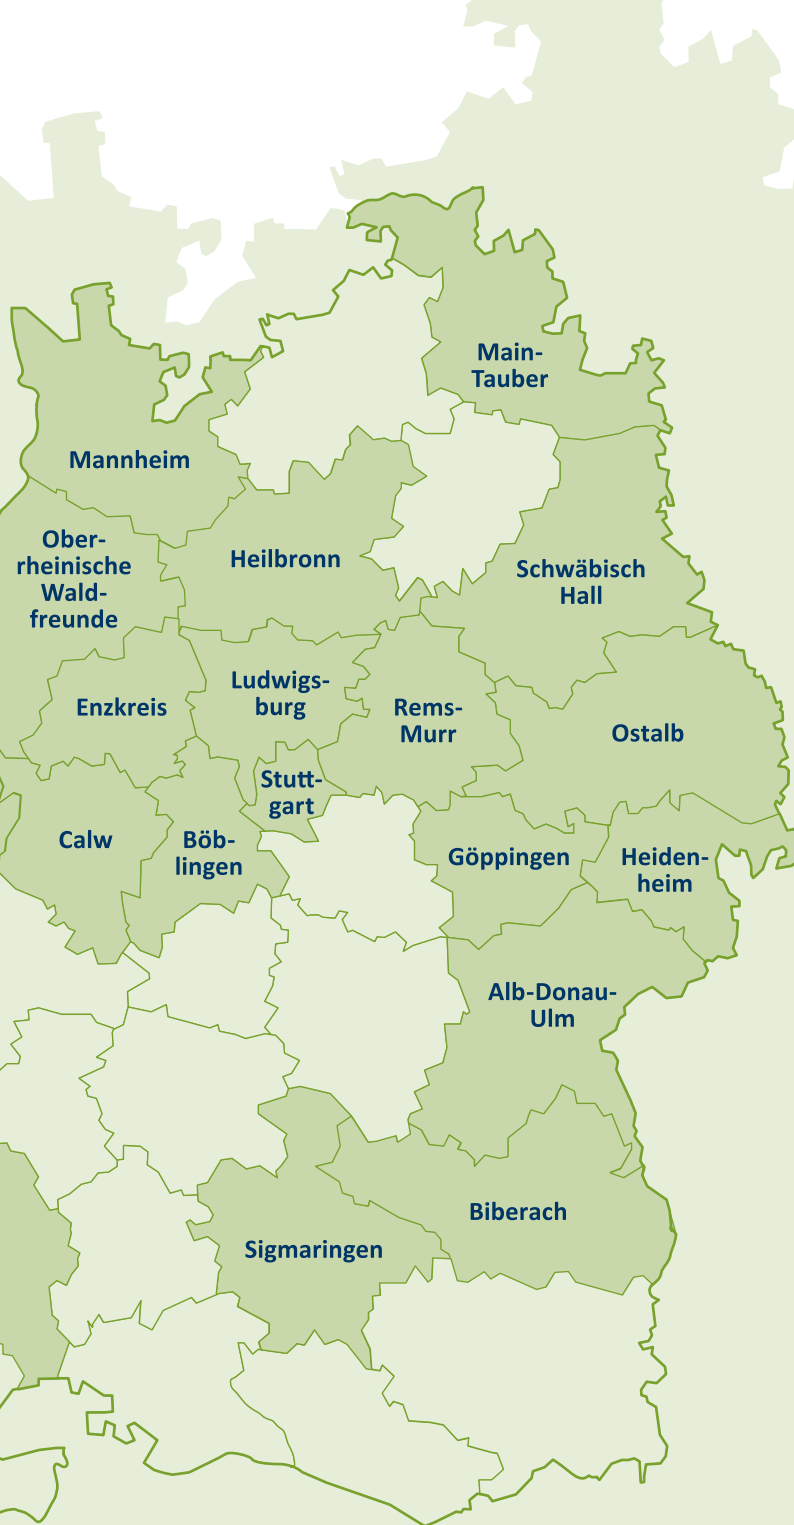 Main-
Tauber
Mannheim
Ober-
rheinische
Wald-
freunde
Heilbronn
Schwäbisch
Hall
Enzkreis
Ludwigs-
burg
Rems-
Murr
Ostalb
Stutt-
gart
Calw
Böb-
lingen
Göppingen
Heiden-
heim
Alb-Donau-
Ulm
Biberach
Sigmaringen